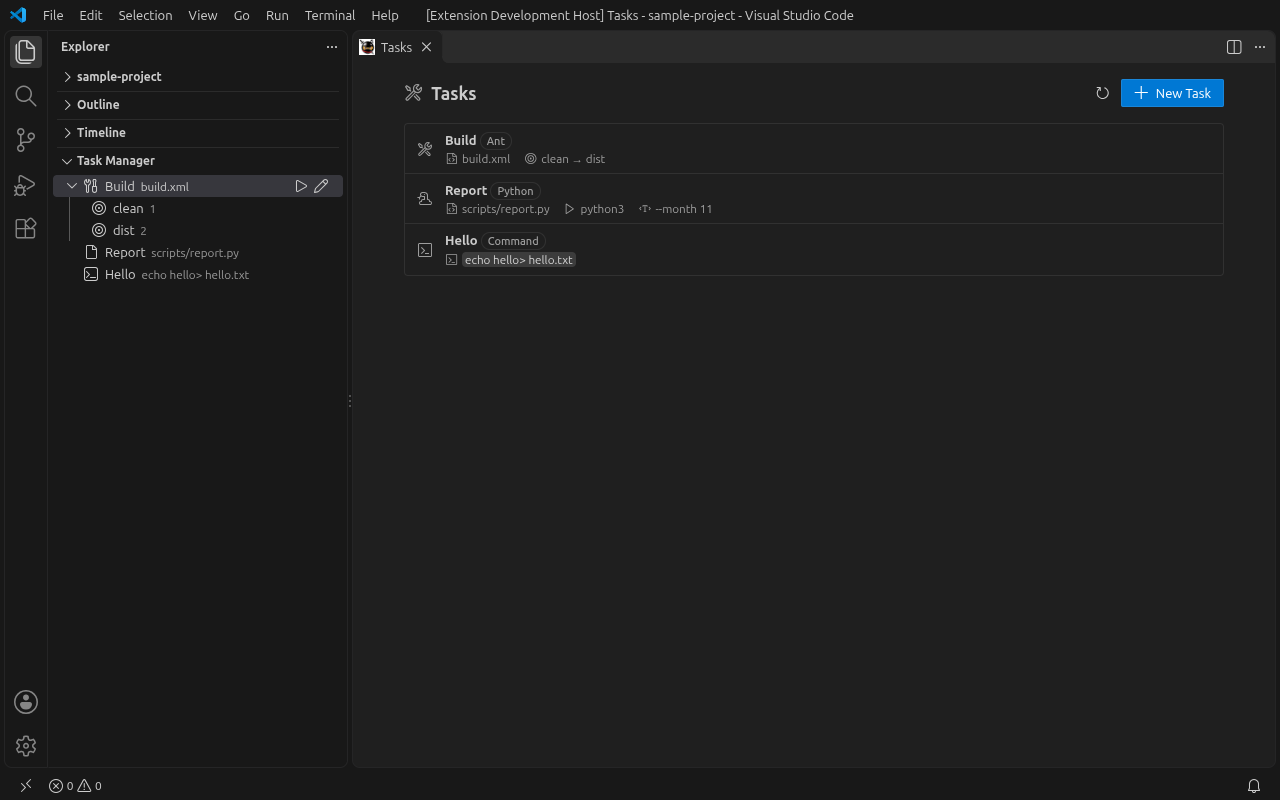 File Edit Selection View Go Run Terminal Help [Extension Development Host] Tasks - sample-project - Visual Studio Code
Explorer
sample-project
Outline
Timeline
Task Manager
Build build.xml
clean 1
dist 2
Report scripts/report.py
Hello echo hello> hello.txt
Tasks
Tasks
New Task
Build Ant
build.xml clean → dist
Report Python
scripts/report.py python3 --month 11
Hello Command
echo hello> hello.txt
0 0